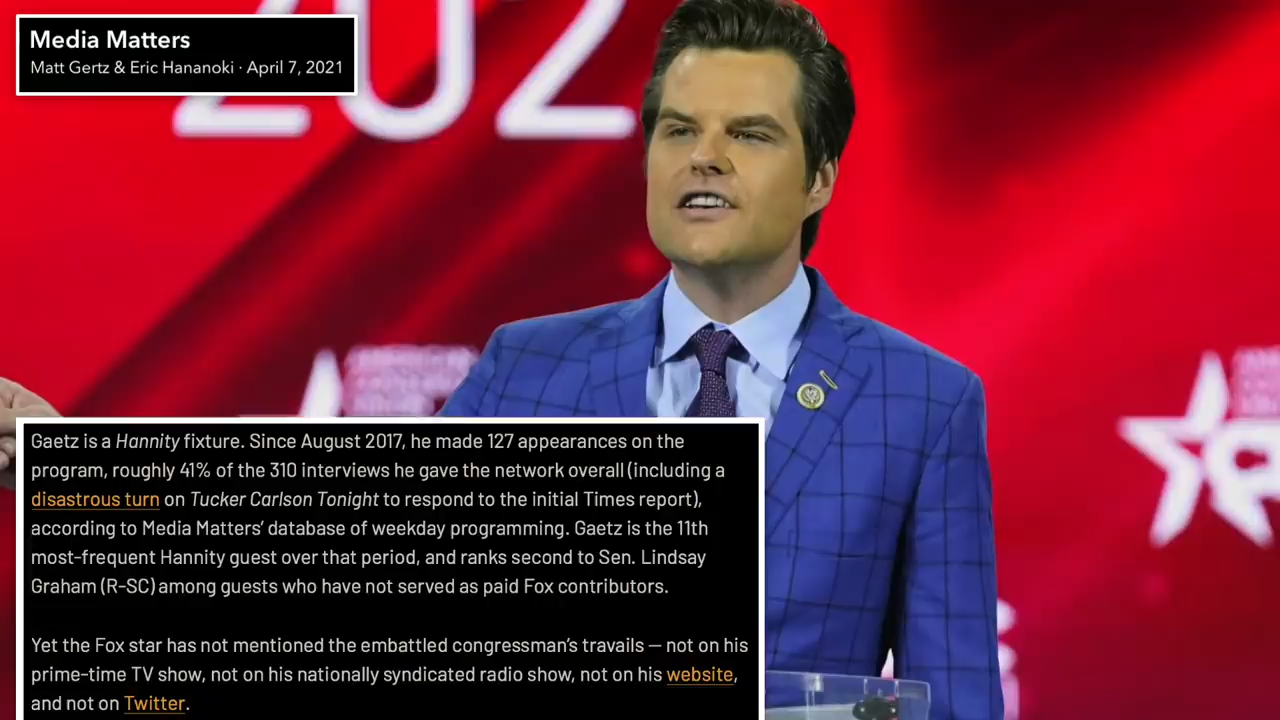 202
Media Matters
Matt Gertz & Eric Hananoki · April 7, 2021
Gaetz is a Hannity fixture. Since August 2017, he made 127 appearances on the
program, roughly 41% of the 310 interviews he gave the network overall (including a
disastrous turn on Tucker Carlson Tonight to respond to the initial Times report),
according to Media Matters' database of weekday programming. Gaetz is the 11th
most-frequent Hannity guest over that period, and ranks second to Sen. Lindsay
Graham (R-SC) among guests who have not served as paid Fox contributors.
Yet the Fox star has not mentioned the embattled congressman's travails — not on his
prime-time TV show, not on his nationally syndicated radio show, not on his website,
and not on Twitter.